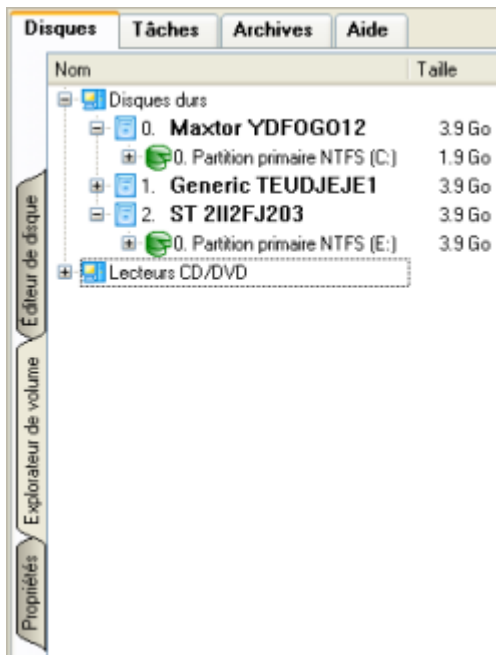 Disques Tâches Archives Aide
Nom Taille
Disques durs
0. Maxtor YDFOGO12 3.9 Go
0. Partition primaire NTFS (C:) 1.9 Go
1. Generic TEUDJEJE1 3.9 Go
2. ST 2II2FJ203 3.9 Go
0. Partition primaire NTFS (E:) 3.9 Go
Lecteurs CD/DVD
Éditeur de disque
Explorateur de volume
Propriétés